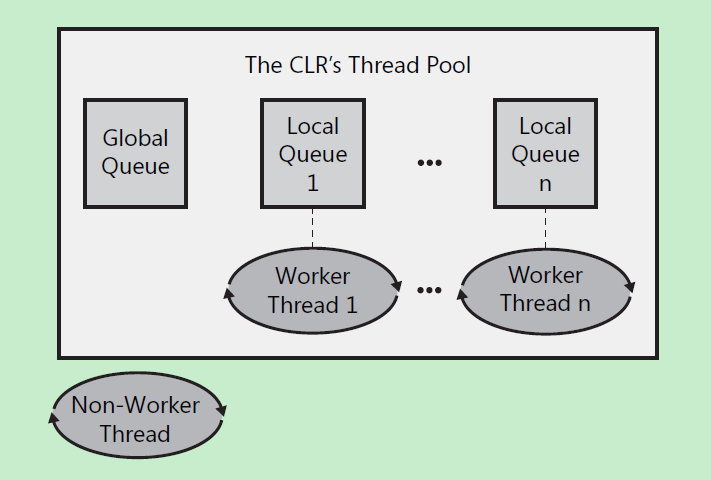 The CLR’s Thread Pool
Global
Queue
Local
Queue
1
•••
Local
Queue
n
Worker
Thread 1
•••
Worker
Thread n
Non-Worker
Thread